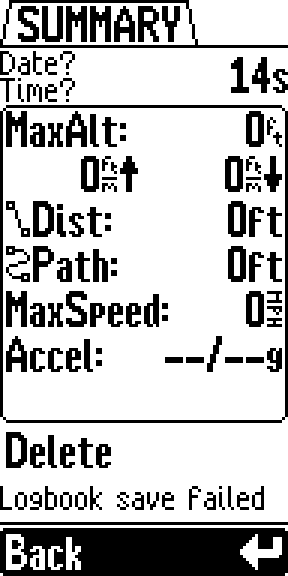 SUMMARY
Date? 14s
Time?
MaxAlt: 0ft
0ft/m↑ 0ft/m↓
Dist: 0ft
Path: 0ft
MaxSpeed: 0MPH
Accel: --/--g
Delete
Logbook save failed
Back